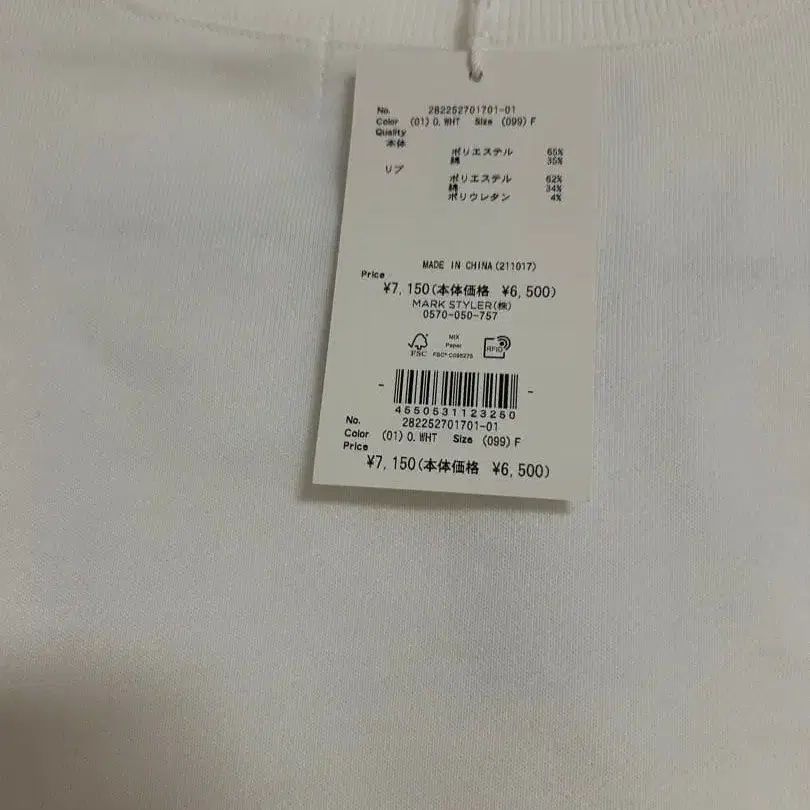 No. 282252701701-01
Color (01) O.WHT Size (099) F
Quality
本体
ポリエステル 65%
綿 35%
リブ
ポリエステル 62%
綿 34%
ポリウレタン 4%
MADE IN CHINA (211017)
Price
¥7,150(本体価格 ¥6,500)
MARK STYLER(株)
0570-050-757
FSC
MIX
Paper
FSC® C095275
RFID
4550531123250
No. 282252701701-01
Color (01) O.WHT Size (099) F
Price
¥7,150(本体価格 ¥6,500)